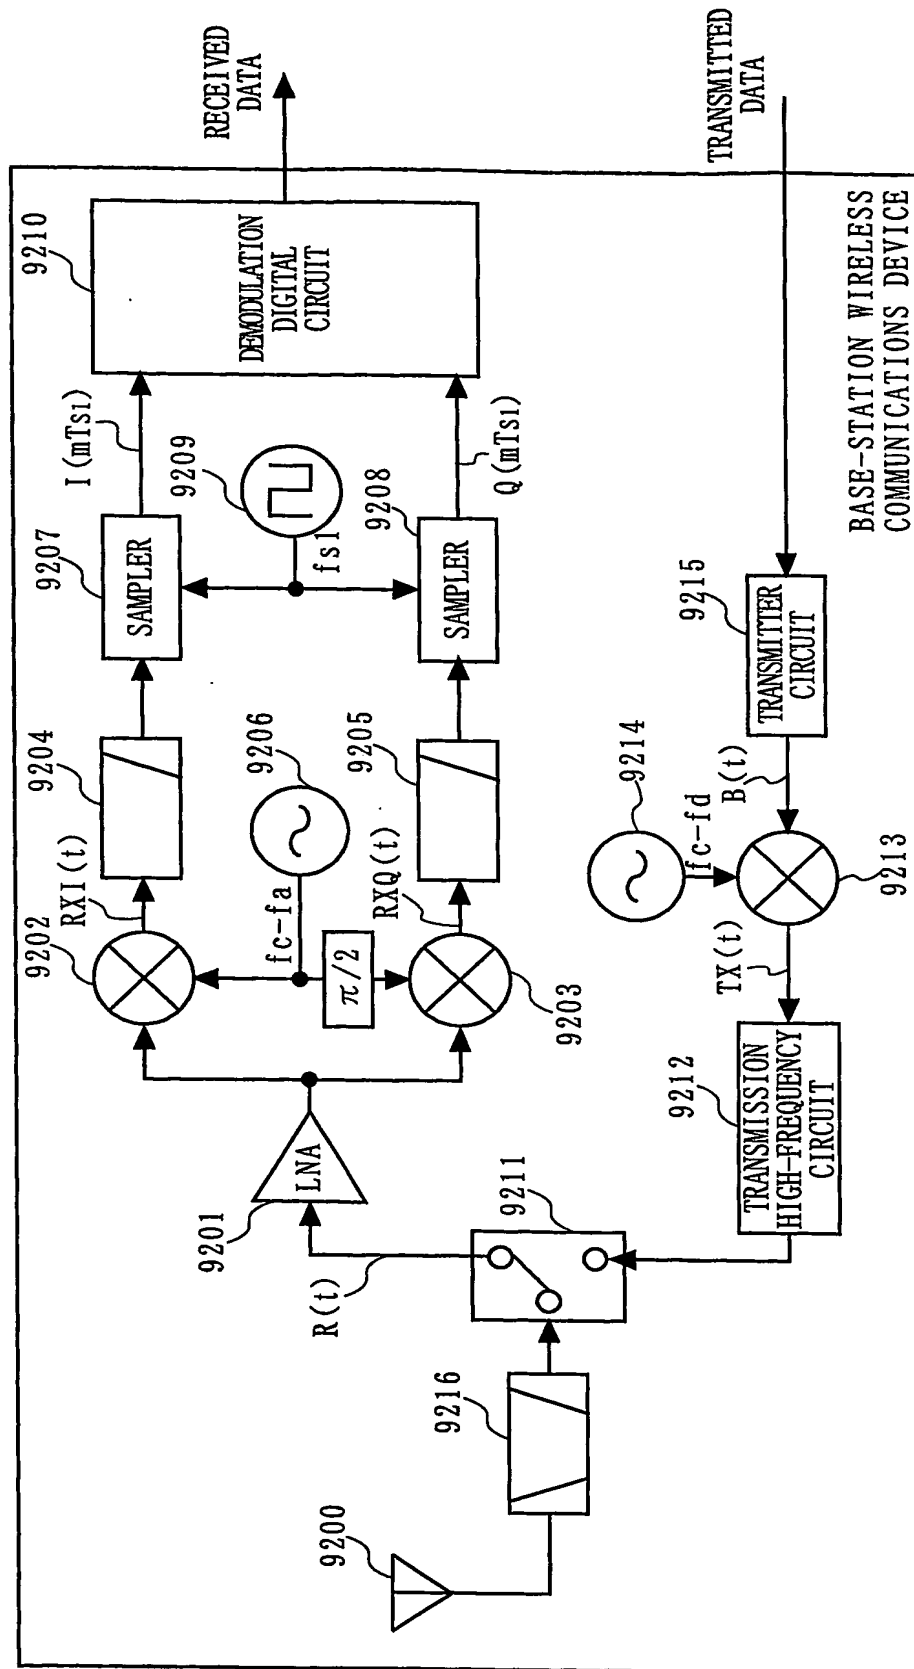 9210
RECEIVED
DATA
DEMODULATION
DIGITAL
CIRCUIT
I(mTs1)
Q(mTs1)
9209
9207
SAMPLER
fs1
9208
SAMPLER
9204
9206
9205
RXI(t)
RXQ(t)
9202
fc-fa
π/2
9203
9201
LNA
R(t)
9211
9216
9200
TRANSMITTED
DATA
9215
TRANSMITTER
CIRCUIT
9214
fc-fd
B(t)
9213
TX(t)
9212
TRANSMISSION
HIGH-FREQUENCY
CIRCUIT
BASE-STATION WIRELESS
COMMUNICATIONS DEVICE